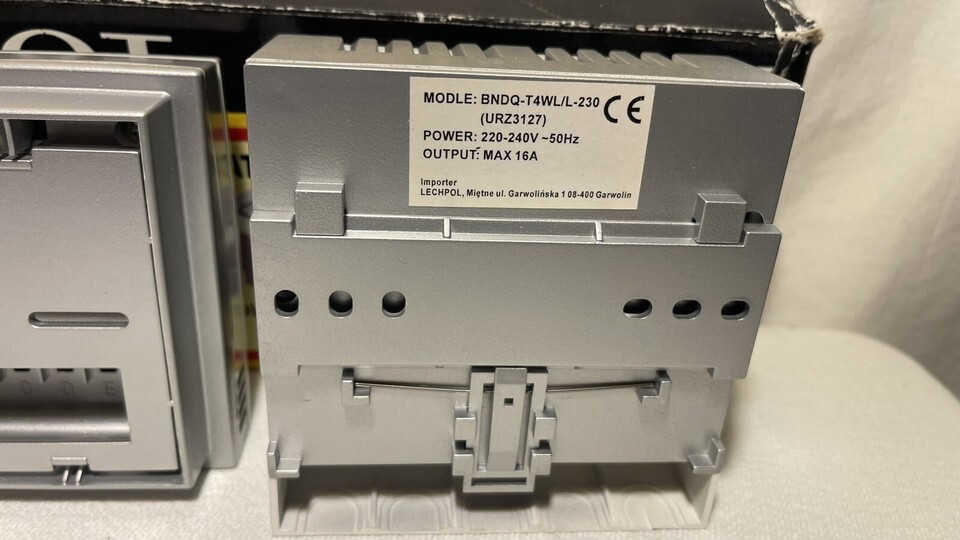 MODLE: BNDQ-T4WL/L-230
(URZ3127)
POWER: 220-240V ~50Hz
OUTPUT: MAX 16A
CE
Importer
LECHPOL, Miętne ul. Garwolińska 1 08-400 Garwolin
C D E